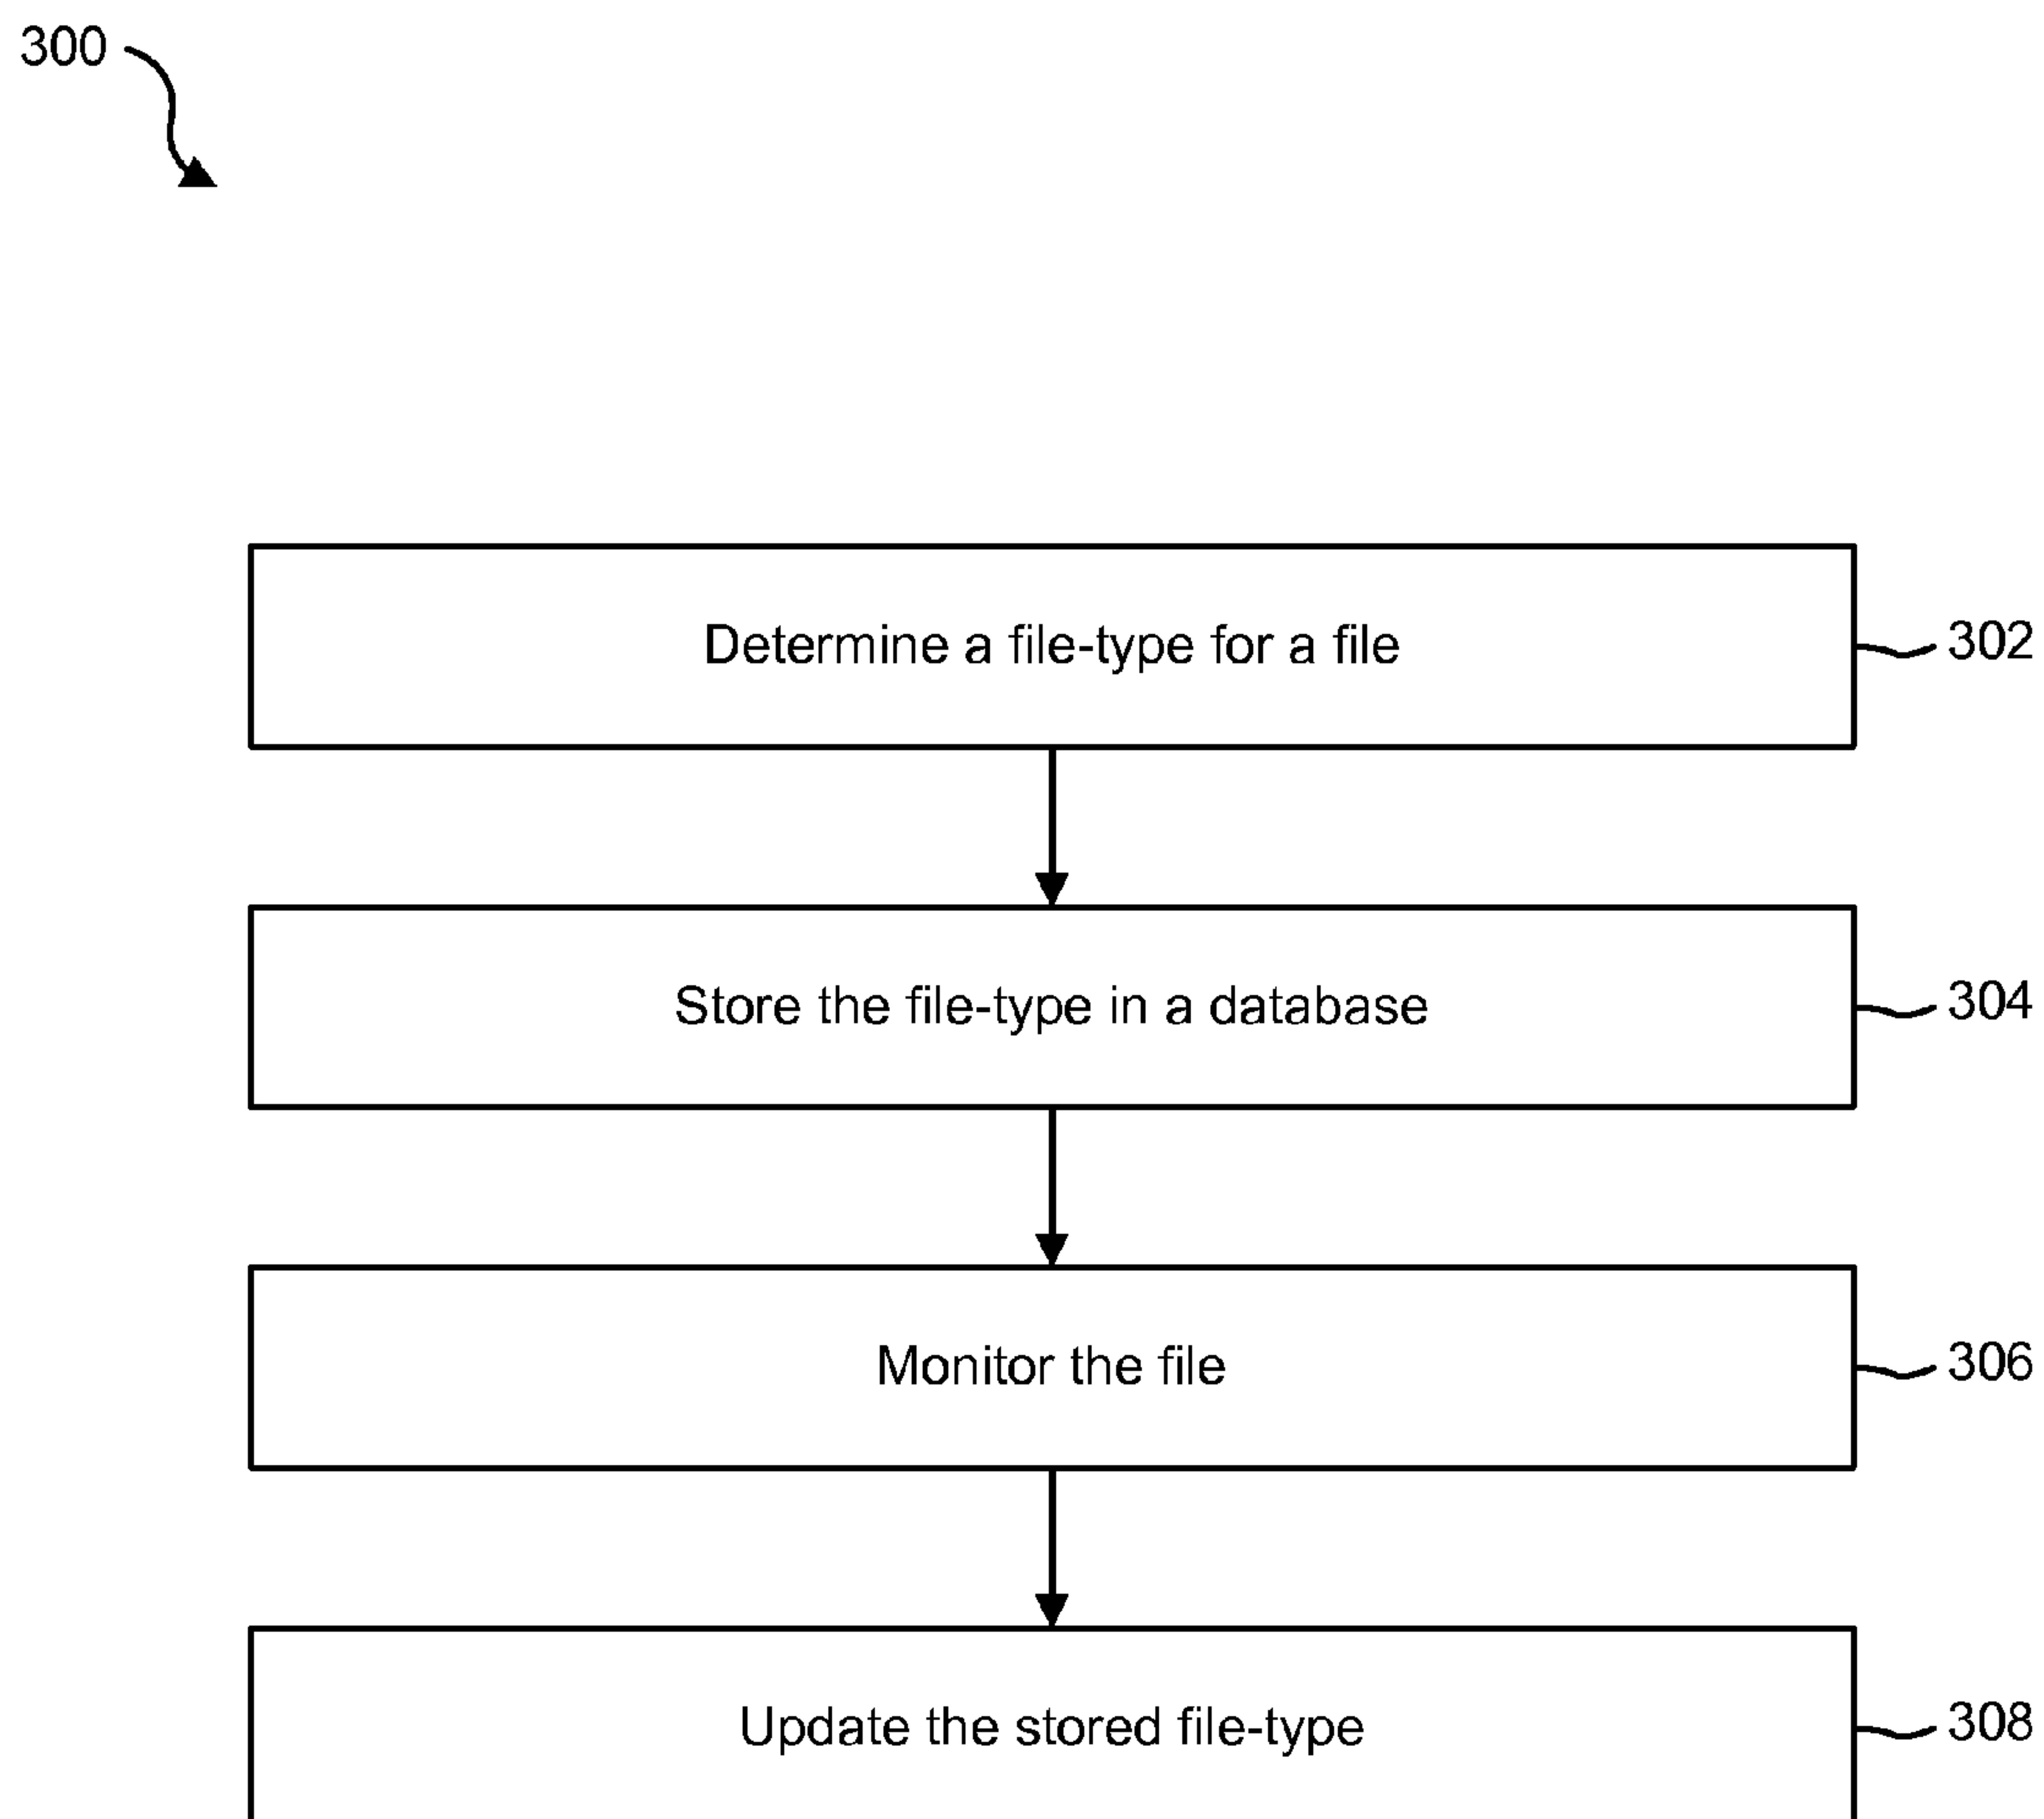 300
Determine a file-type for a file
302
Store the file-type in a database
304
Monitor the file
306
Update the stored file-type
308